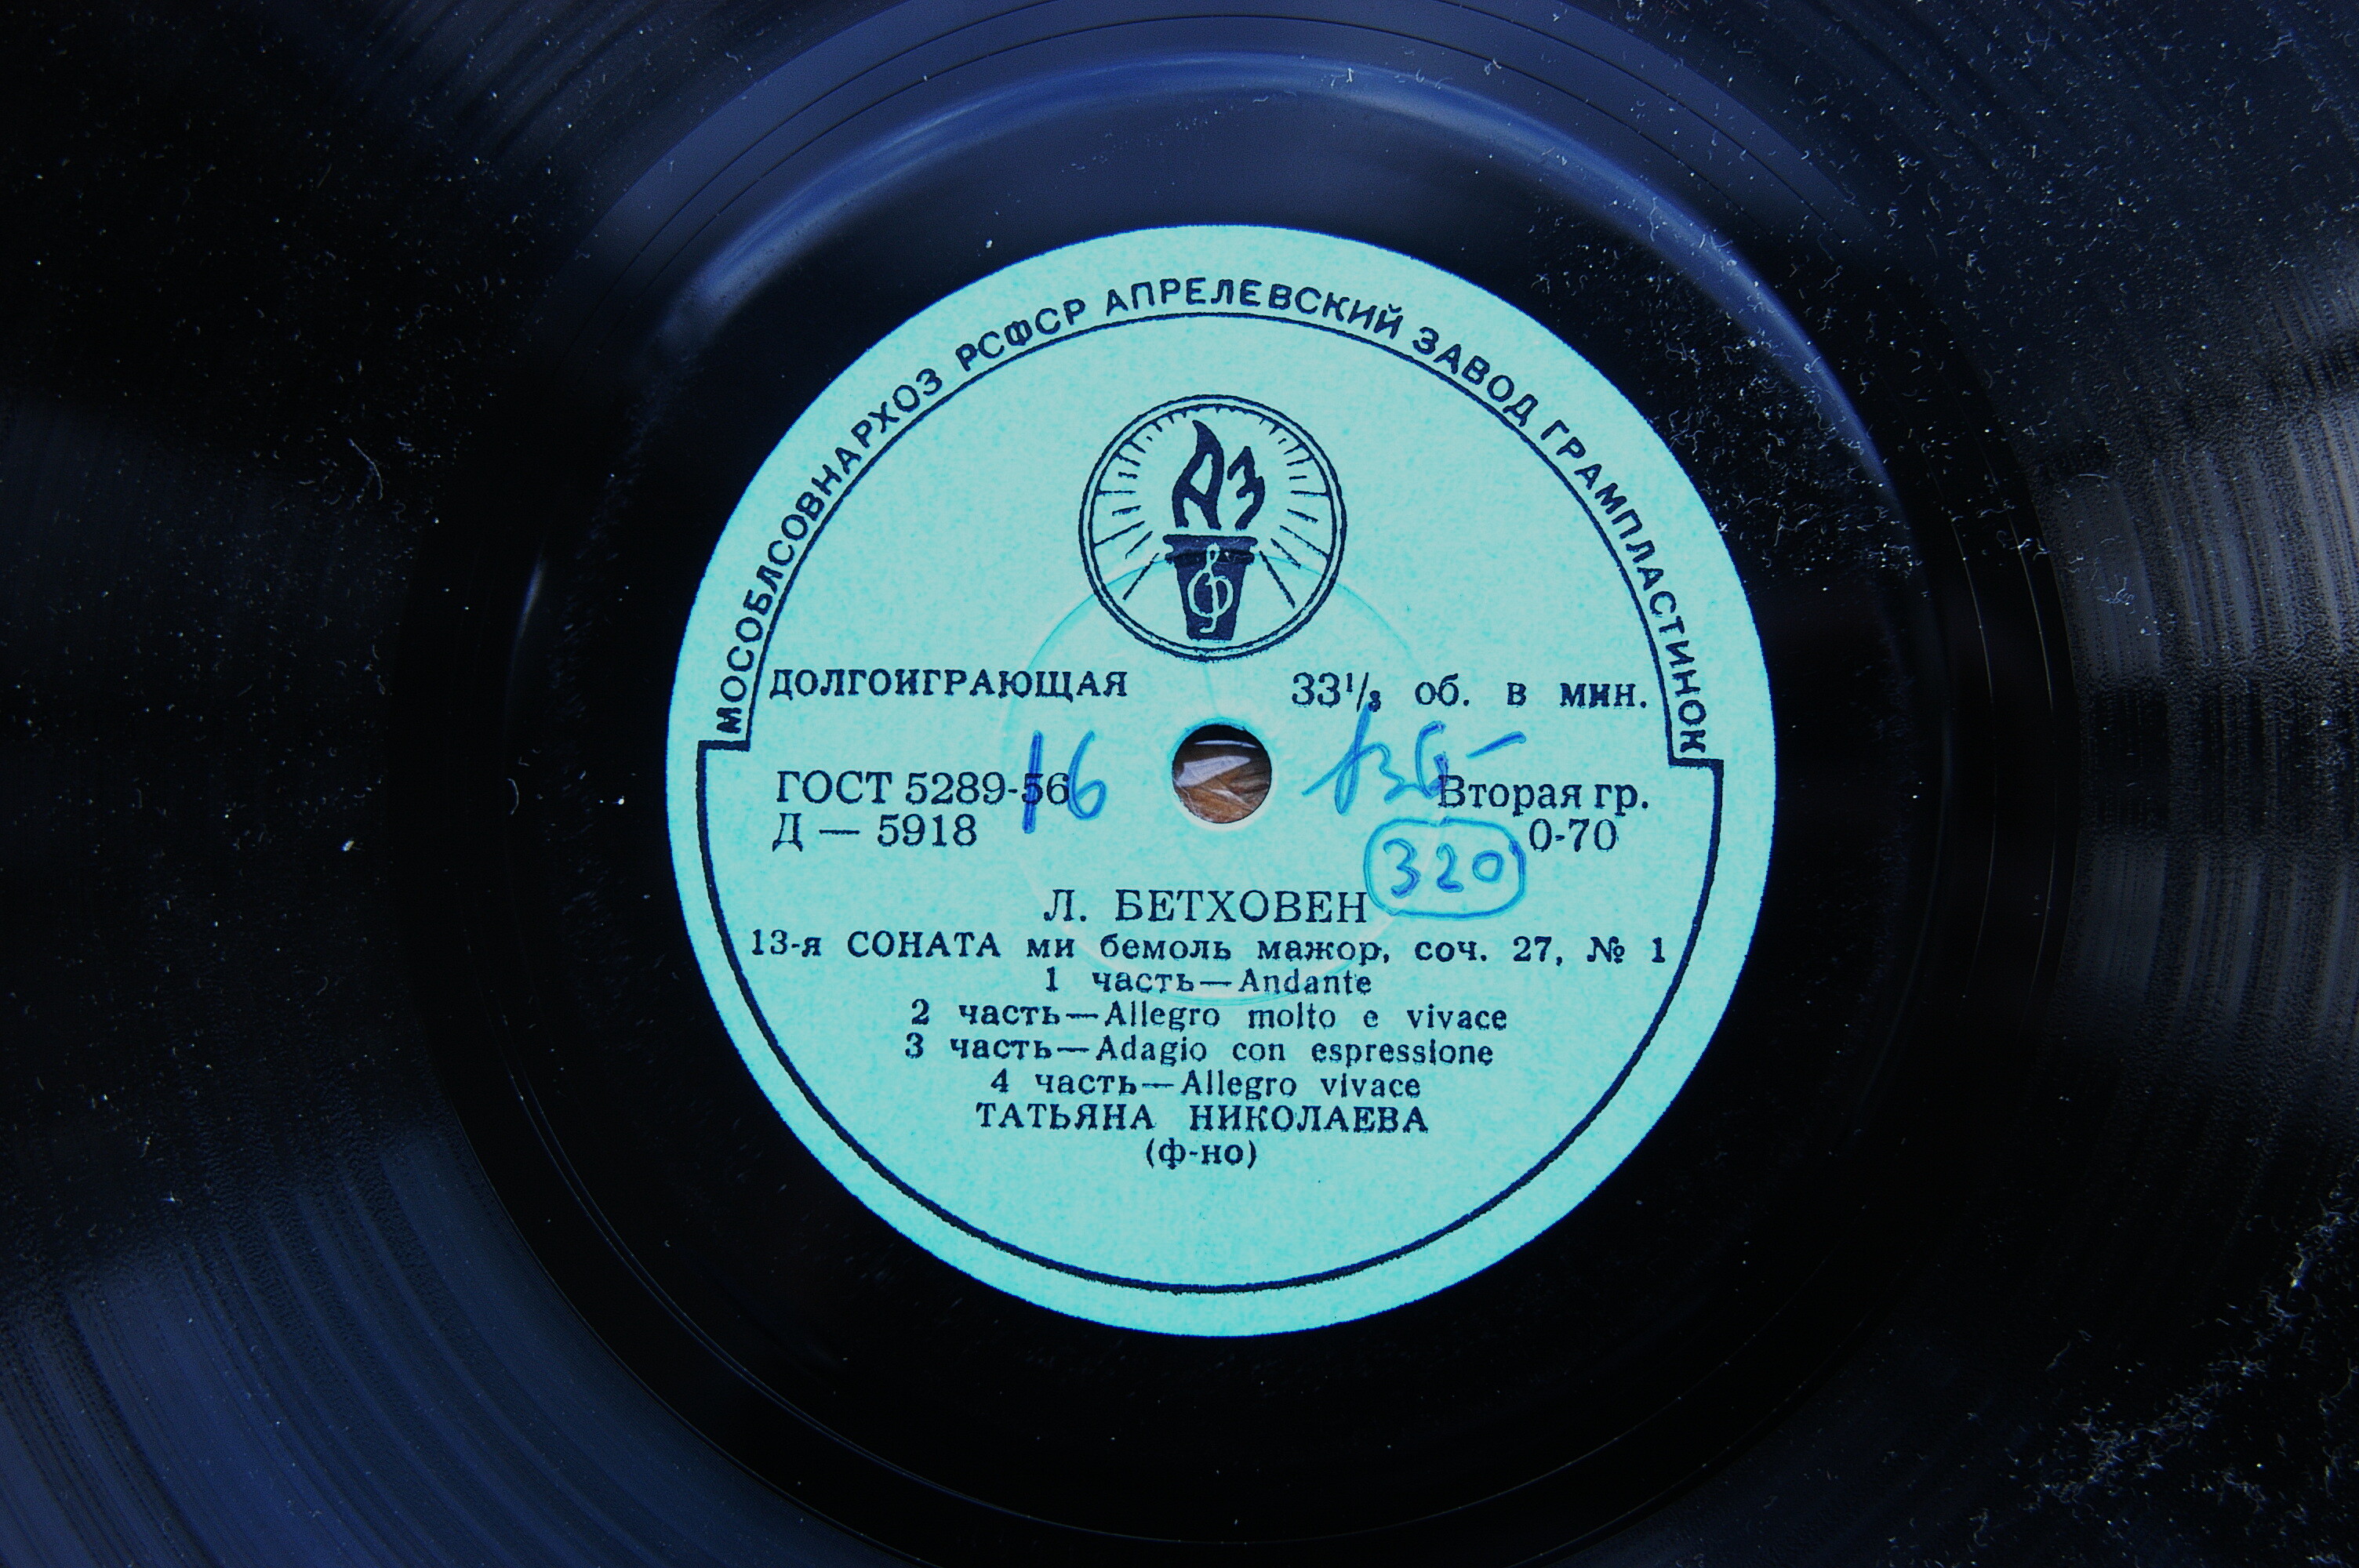 МОСОБЛСОВНАРХОЗ РСФСР АПРЕЛЕВСКИЙ ЗАВОД ГРАМПЛАСТИНОК
АЗ
ДОЛГОИГРАЮЩАЯ 33⅓ об. в мин.
16
ГОСТ 5289-56 Вторая гр.
Д — 5918 0-70
320
Л. БЕТХОВЕН
13-я СОНАТА ми бемоль мажор, соч. 27, № 1
1 часть—Andante
2 часть—Allegro molto e vivace
3 часть—Adagio con espressione
4 часть—Allegro vivace
ТАТЬЯНА НИКОЛАЕВА
(ф-но)